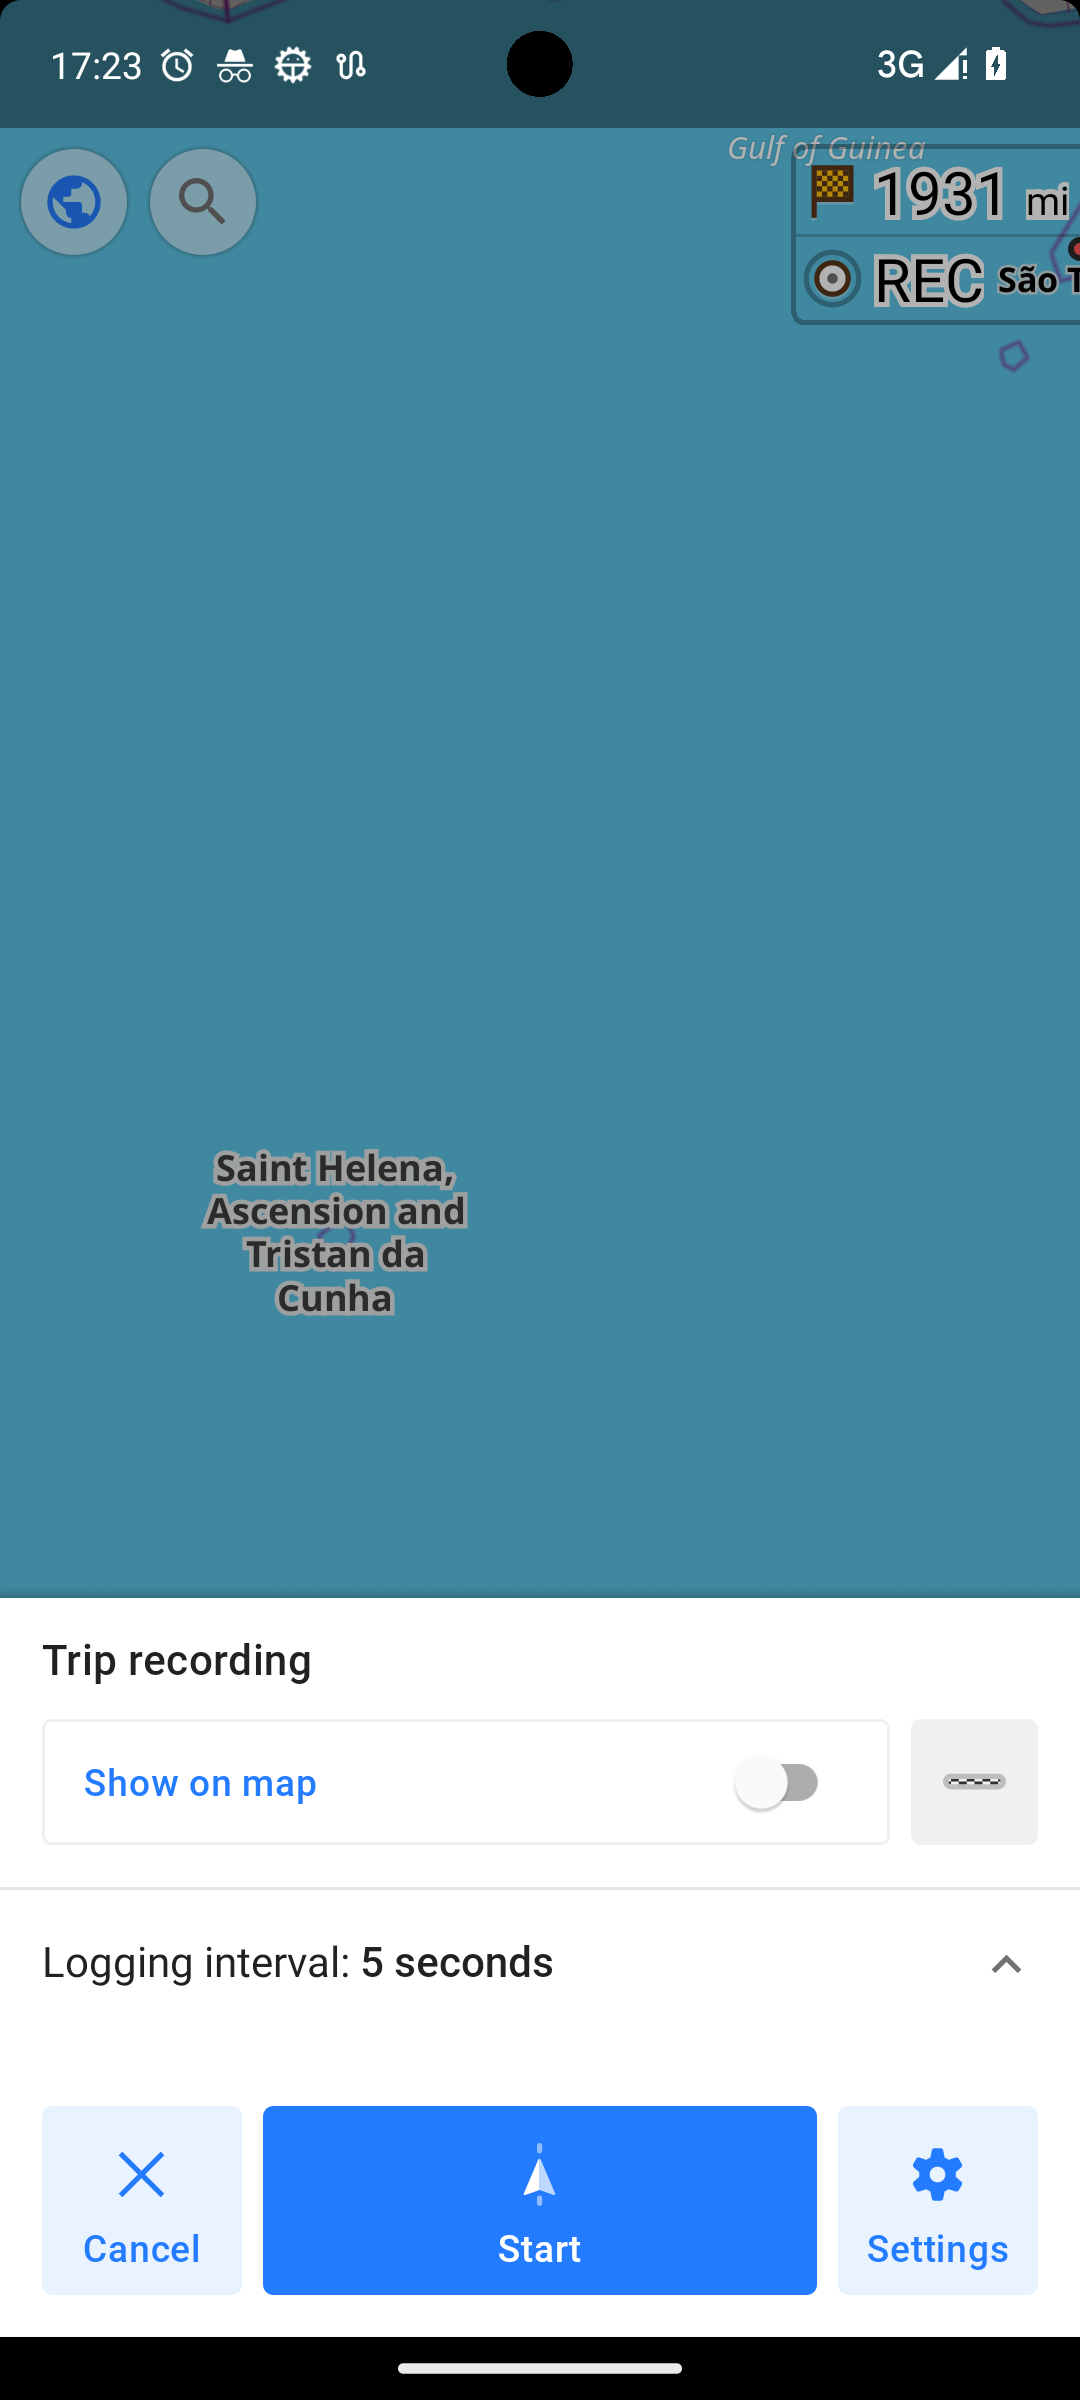 17:23
3G
Gulf of Guinea
1931 mi
REC
São T
Saint Helena,
Ascension and
Tristan da
Cunha
Trip recording
Show on map
Logging interval: 5 seconds
Cancel
Start
Settings